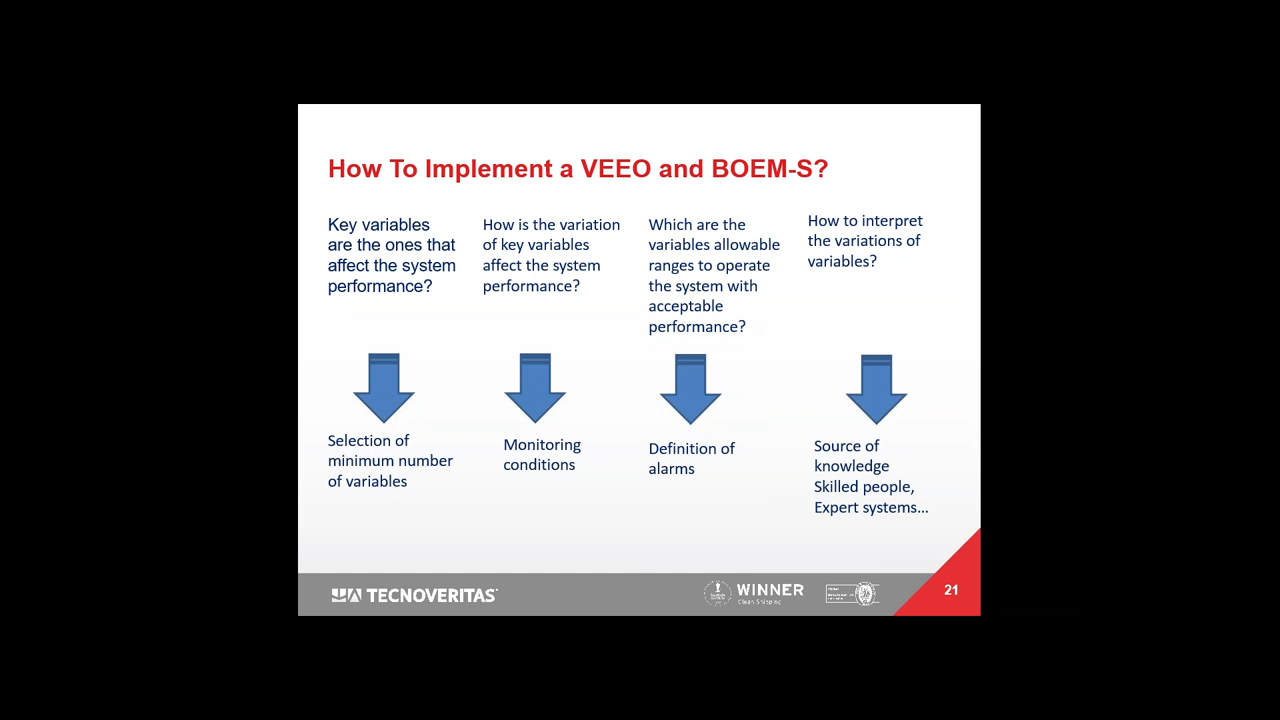 How To Implement a VEEO and BOEM-S?
Key variables
are the ones that
affect the system
performance?
How is the variation
of key variables
affect the system
performance?
Which are the
variables allowable
ranges to operate
the system with
acceptable
performance?
How to interpret
the variations of
variables?
Selection of
minimum number
of variables
Monitoring
conditions
Definition of
alarms
Source of
knowledge
Skilled people,
Expert systems...
TECNOVERITAS
WINNER
Clean Shipping
21